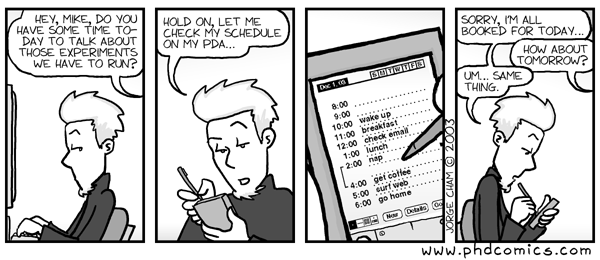 HEY, MIKE, DO YOU
HAVE SOME TIME TO-
DAY TO TALK ABOUT
THOSE EXPERIMENTS
WE HAVE TO RUN?
HOLD ON, LET ME
CHECK MY SCHEDULE
ON MY PDA...
Dec 1, 03
S M T W T F S
8:00
9:00
10:00 wake up
11:00 breakfast
12:00 check email
1:00 lunch
2:00 nap
4:00 get coffee
5:00 surf web
6:00 go home
New Details Go
JORGE CHAM © 2003
SORRY, I'M ALL
BOOKED FOR TODAY...
HOW ABOUT
TOMORROW?
UM... SAME
THING.
www.phdcomics.com